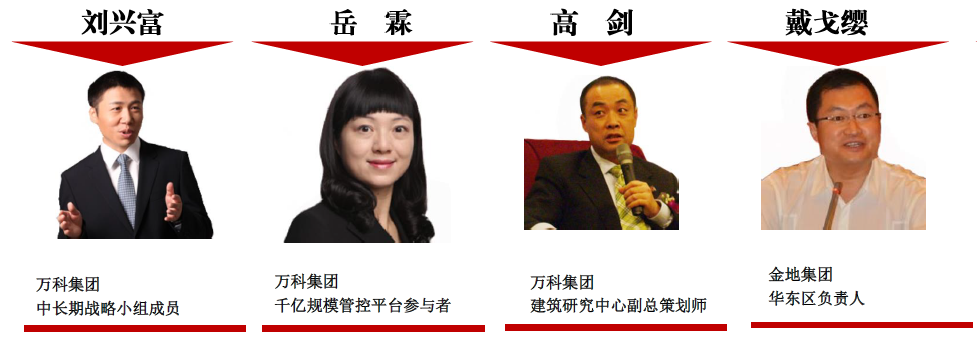 刘兴富
岳 霖
高 剑
戴戈缨
万科集团
中长期战略小组成员
万科集团
千亿规模管控平台参与者
万科集团
建筑研究中心副总策划师
金地集团
华东区负责人